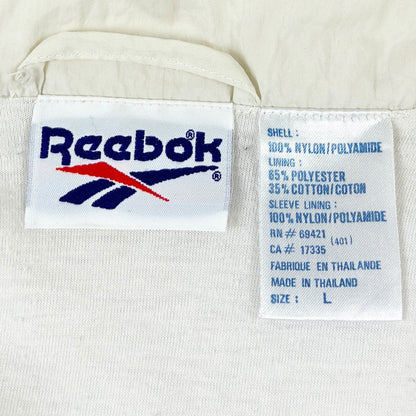 Reebok®
®
SHELL:
100% NYLON/POLYAMIDE
LINING:
65% POLYESTER
35% COTTON/COTON
SLEEVE LINING:
100% NYLON/POLYAMIDE
RN# 69421 (401)
CA# 17335
FABRIQUE EN THAILANDE
MADE IN THAILAND
SIZE: L